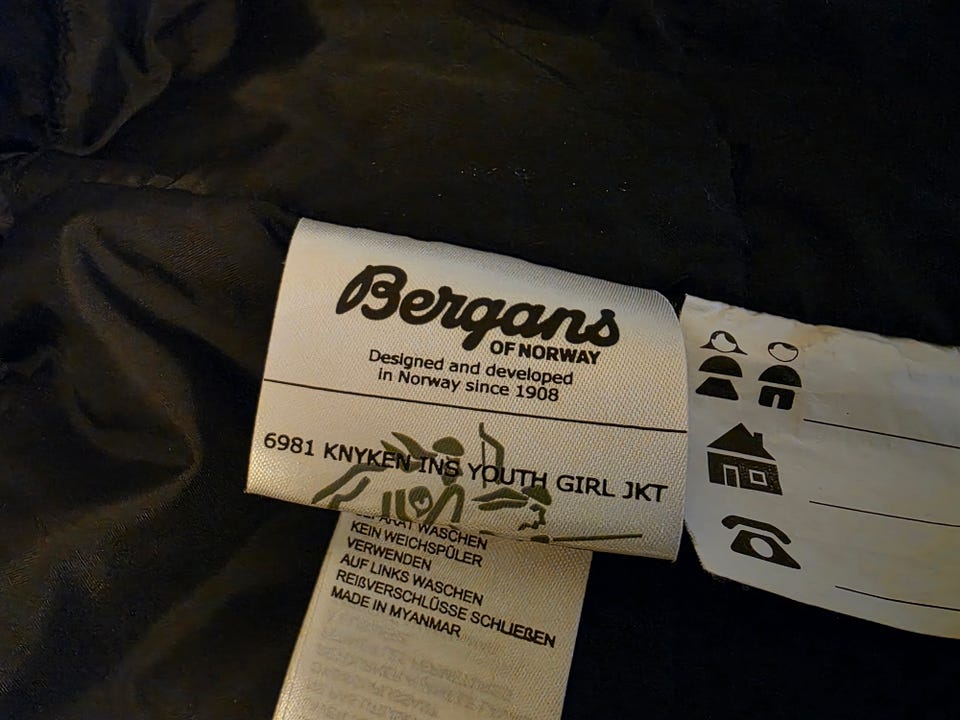 Bergans
OF NORWAY
Designed and developed
in Norway since 1908
6981 KNYKEN INS YOUTH GIRL JKT
WASCHEN
KEIN WEICHSPÜLER
VERWENDEN
AUF LINKS WASCHEN
REIßVERSCHLÜSSE SCHLIEßEN
MADE IN MYANMAR